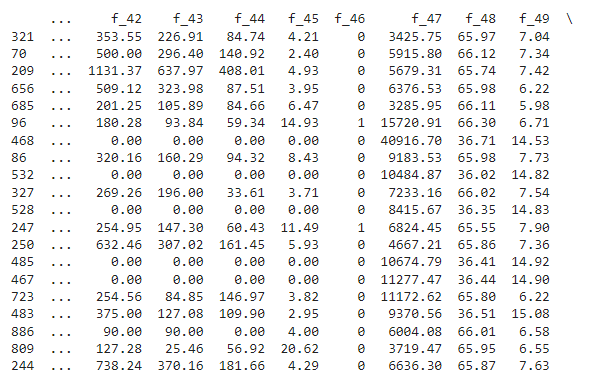 ... f_42 f_43 f_44 f_45 f_46 f_47 f_48 f_49 \
321 ... 353.55 226.91 84.74 4.21 0 3425.75 65.97 7.04
70 ... 500.00 296.40 140.92 2.40 0 5915.80 66.12 7.34
209 ... 1131.37 637.97 408.01 4.93 0 5679.31 65.74 7.42
656 ... 509.12 323.98 87.51 3.95 0 6376.53 65.98 6.22
685 ... 201.25 105.89 84.66 6.47 0 3285.95 66.11 5.98
96 ... 180.28 93.84 59.34 14.93 1 15720.91 66.30 6.71
468 ... 0.00 0.00 0.00 0.00 0 40916.70 36.71 14.53
86 ... 320.16 160.29 94.32 8.43 0 9183.53 65.98 7.73
532 ... 0.00 0.00 0.00 0.00 0 10484.87 36.02 14.82
327 ... 269.26 196.00 33.61 3.71 0 7233.16 66.02 7.54
528 ... 0.00 0.00 0.00 0.00 0 8415.67 36.35 14.83
247 ... 254.95 147.30 60.43 11.49 1 6824.45 65.55 7.90
250 ... 632.46 307.02 161.45 5.93 0 4667.21 65.86 7.36
485 ... 0.00 0.00 0.00 0.00 0 10674.79 36.41 14.92
467 ... 0.00 0.00 0.00 0.00 0 11277.47 36.44 14.90
723 ... 254.56 84.85 146.97 3.82 0 11172.62 65.80 6.22
483 ... 375.00 127.08 109.90 2.95 0 9370.56 36.51 15.08
886 ... 90.00 90.00 0.00 4.00 0 6004.08 66.01 6.58
809 ... 127.28 25.46 56.92 20.62 0 3719.47 65.95 6.55
244 ... 738.24 370.16 181.66 4.29 0 6636.30 65.87 7.63